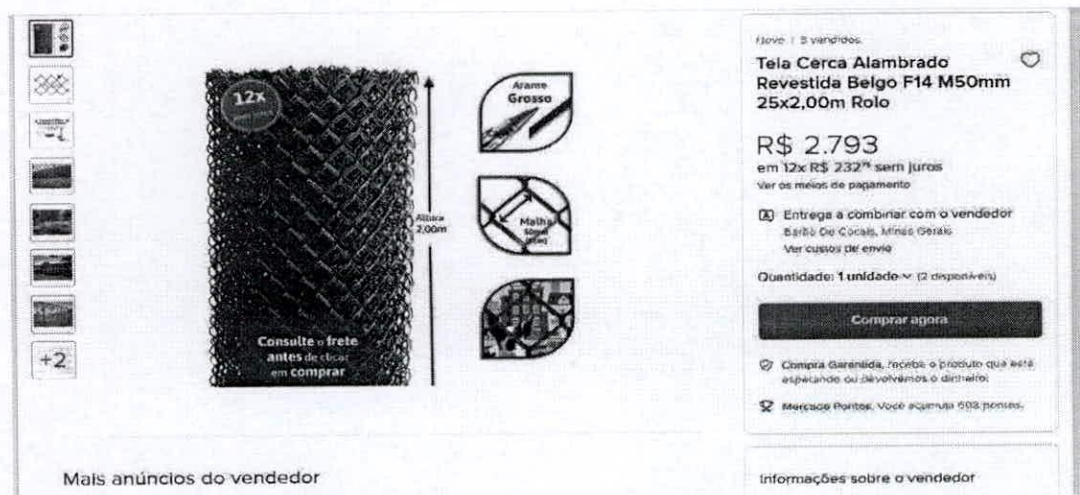 12x
Arame
Grosso
Altura
2,00m
Malha
50mm
Consulte o frete
antes de clicar
em comprar
+2
Mais anúncios do vendedor
Novo | 5 vendidos
Tela Cerca Alambrado
Revestida Belgo F14 M50mm
25x2,00m Rolo
R$ 2.793
em 12x R$ 232⁷⁵ sem juros
Ver os meios de pagamento
Entrega a combinar com o vendedor
Barão De Cocais, Minas Gerais
Ver custos de envio
Quantidade: 1 unidade (2 disponíveis)
Comprar agora
Compra Garantida, receba o produto que está
esperando ou devolvemos o dinheiro.
Mercado Pontos. Você acumula pontos.
Informações sobre o vendedor